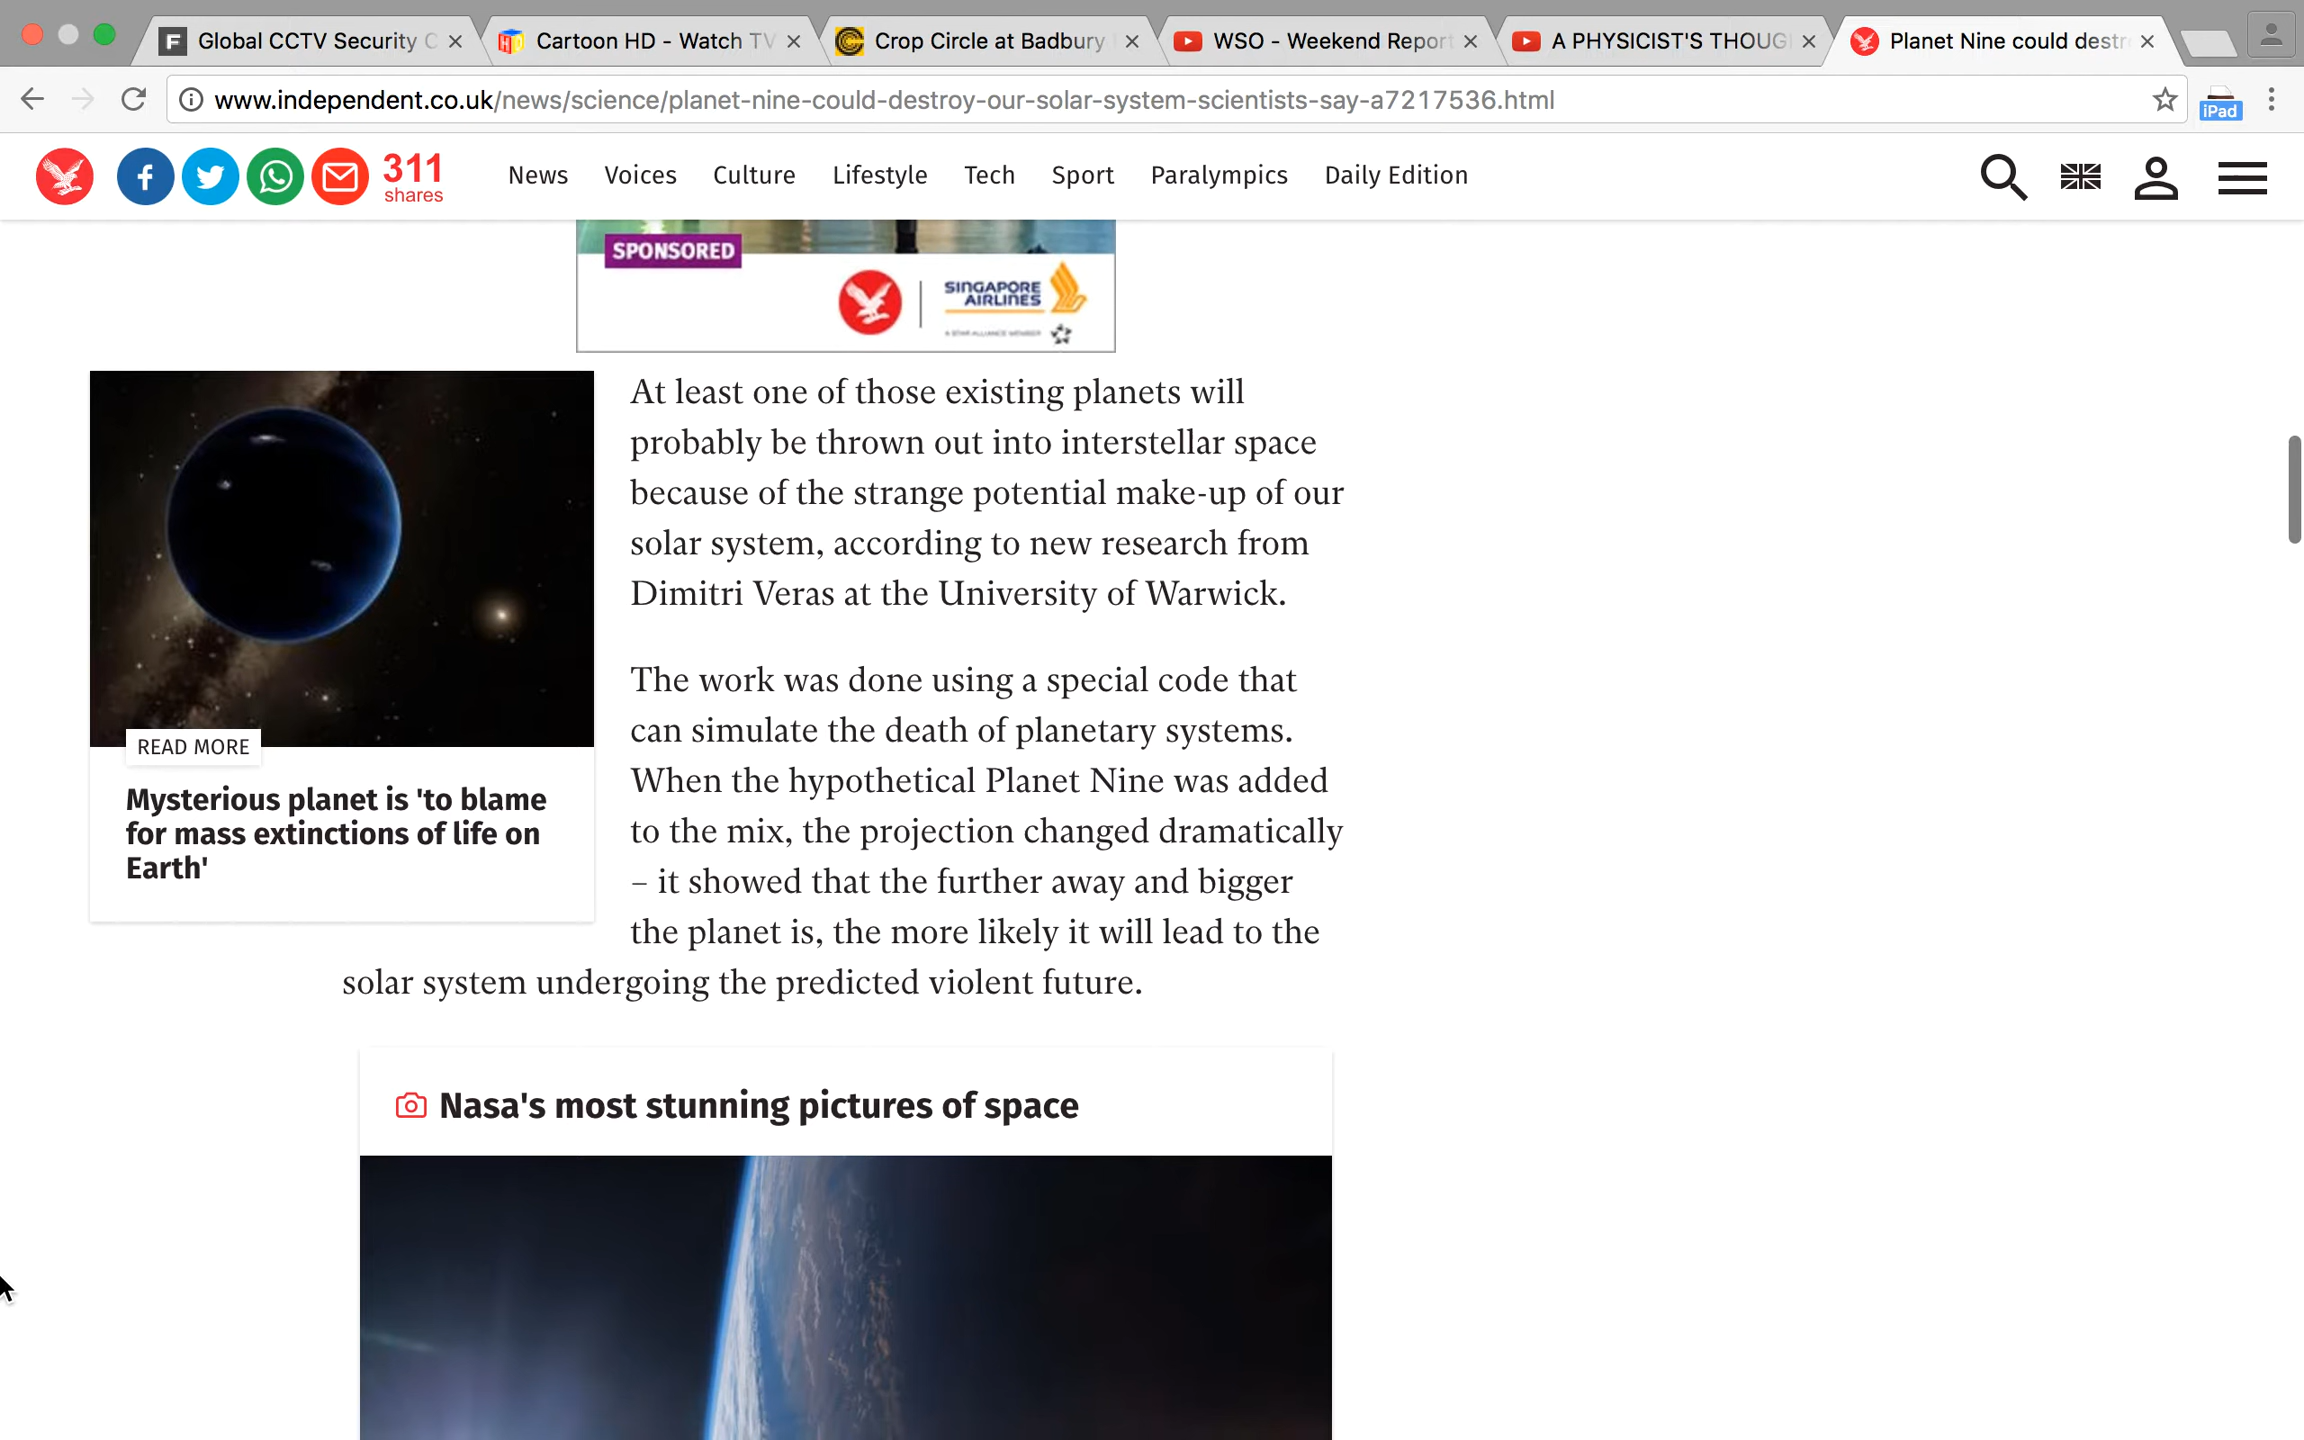 Global CCTV Security C
Cartoon HD - Watch TV
Crop Circle at Badbury
WSO - Weekend Report
A PHYSICIST'S THOUG
Planet Nine could destr
www.independent.co.uk/news/science/planet-nine-could-destroy-our-solar-system-scientists-say-a7217536.html
iPad
311
shares
News
Voices
Culture
Lifestyle
Tech
Sport
Paralympics
Daily Edition
SPONSORED
SINGAPORE
AIRLINES
A STAR ALLIANCE MEMBER
At least one of those existing planets will
probably be thrown out into interstellar space
because of the strange potential make-up of our
solar system, according to new research from
Dimitri Veras at the University of Warwick.
READ MORE
Mysterious planet is 'to blame
for mass extinctions of life on
Earth'
The work was done using a special code that
can simulate the death of planetary systems.
When the hypothetical Planet Nine was added
to the mix, the projection changed dramatically
– it showed that the further away and bigger
the planet is, the more likely it will lead to the
solar system undergoing the predicted violent future.
Nasa's most stunning pictures of space